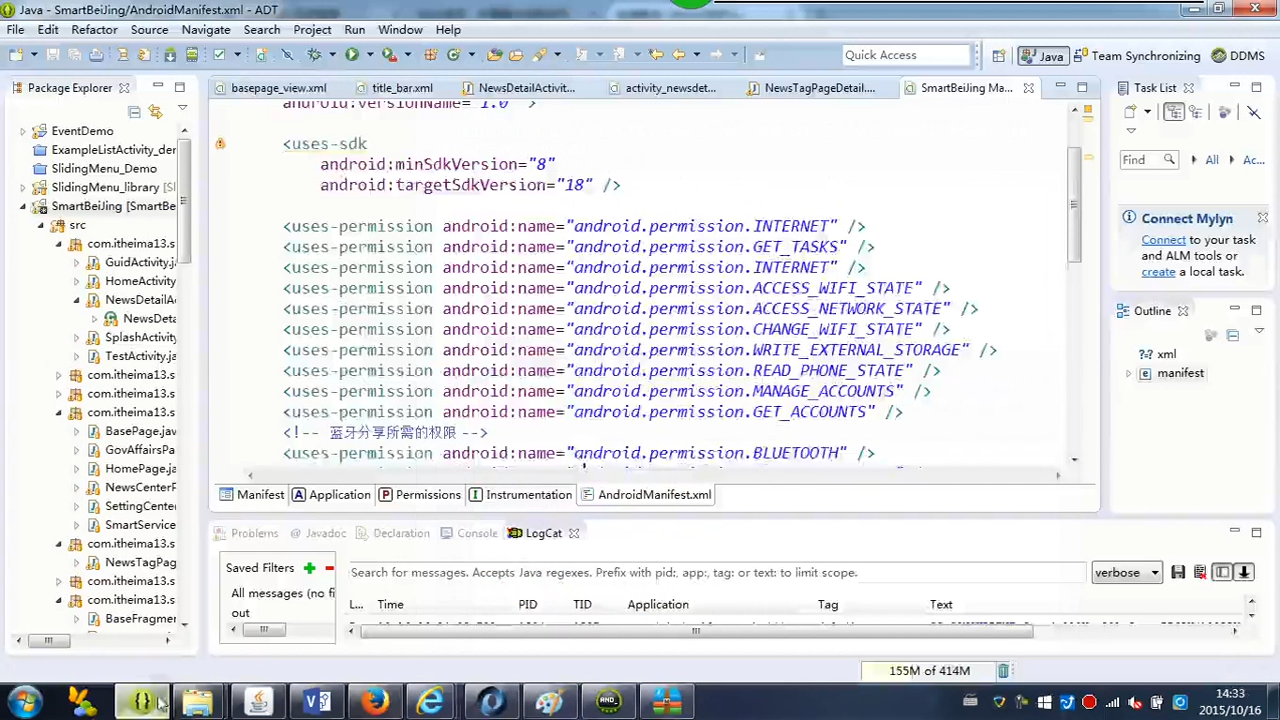 Java - SmartBeiJing/AndroidManifest.xml - ADT
File Edit Refactor Source Navigate Search Project Run Window Help
Quick Access Java Team Synchronizing DDMS
Package Explorer
EventDemo
ExampleListActivity_den
SlidingMenu_Demo
SlidingMenu_library [Sl
SmartBeiJing [SmartBe
src
com.itheima13.s
GuidActivity.j
HomeActivity
NewsDetailAc
NewsDeta
SplashActivity
TestActivity.ja
com.itheima13.s
com.itheima13.s
com.itheima13.s
BasePage.jav
GovAffairsPa
HomePage.ja
NewsCenterP
SettingCente
SmartService
com.itheima13.s
NewsTagPag
com.itheima13.s
com.itheima13.s
BaseFragmer
basepage_view.xml title_bar.xml NewsDetailActivit... activity_newsdet... NewsTagPageDetail.... SmartBeiJing Ma...
android:versionName="1.0" >
<uses-sdk
android:minSdkVersion="8"
android:targetSdkVersion="18" />
<uses-permission android:name="android.permission.INTERNET" />
<uses-permission android:name="android.permission.GET_TASKS" />
<uses-permission android:name="android.permission.INTERNET" />
<uses-permission android:name="android.permission.ACCESS_WIFI_STATE" />
<uses-permission android:name="android.permission.ACCESS_NETWORK_STATE" />
<uses-permission android:name="android.permission.CHANGE_WIFI_STATE" />
<uses-permission android:name="android.permission.WRITE_EXTERNAL_STORAGE" />
<uses-permission android:name="android.permission.READ_PHONE_STATE" />
<uses-permission android:name="android.permission.MANAGE_ACCOUNTS" />
<uses-permission android:name="android.permission.GET_ACCOUNTS" />
<!-- 蓝牙分享所需的权限 -->
<uses-permission android:name="android.permission.BLUETOOTH" />
Manifest Application Permissions Instrumentation AndroidManifest.xml
Problems Javadoc Declaration Console LogCat
Saved Filters
All messages (no fi
out
Search for messages. Accepts Java regexes. Prefix with pid:, app:, tag: or text: to limit scope.
verbose
L... Time PID TID Application Tag Text
Task List
Find All Ac...
Connect Mylyn
Connect to your task
and ALM tools or
create a local task.
Outline
xml
manifest
155M of 414M
14:33
2015/10/16